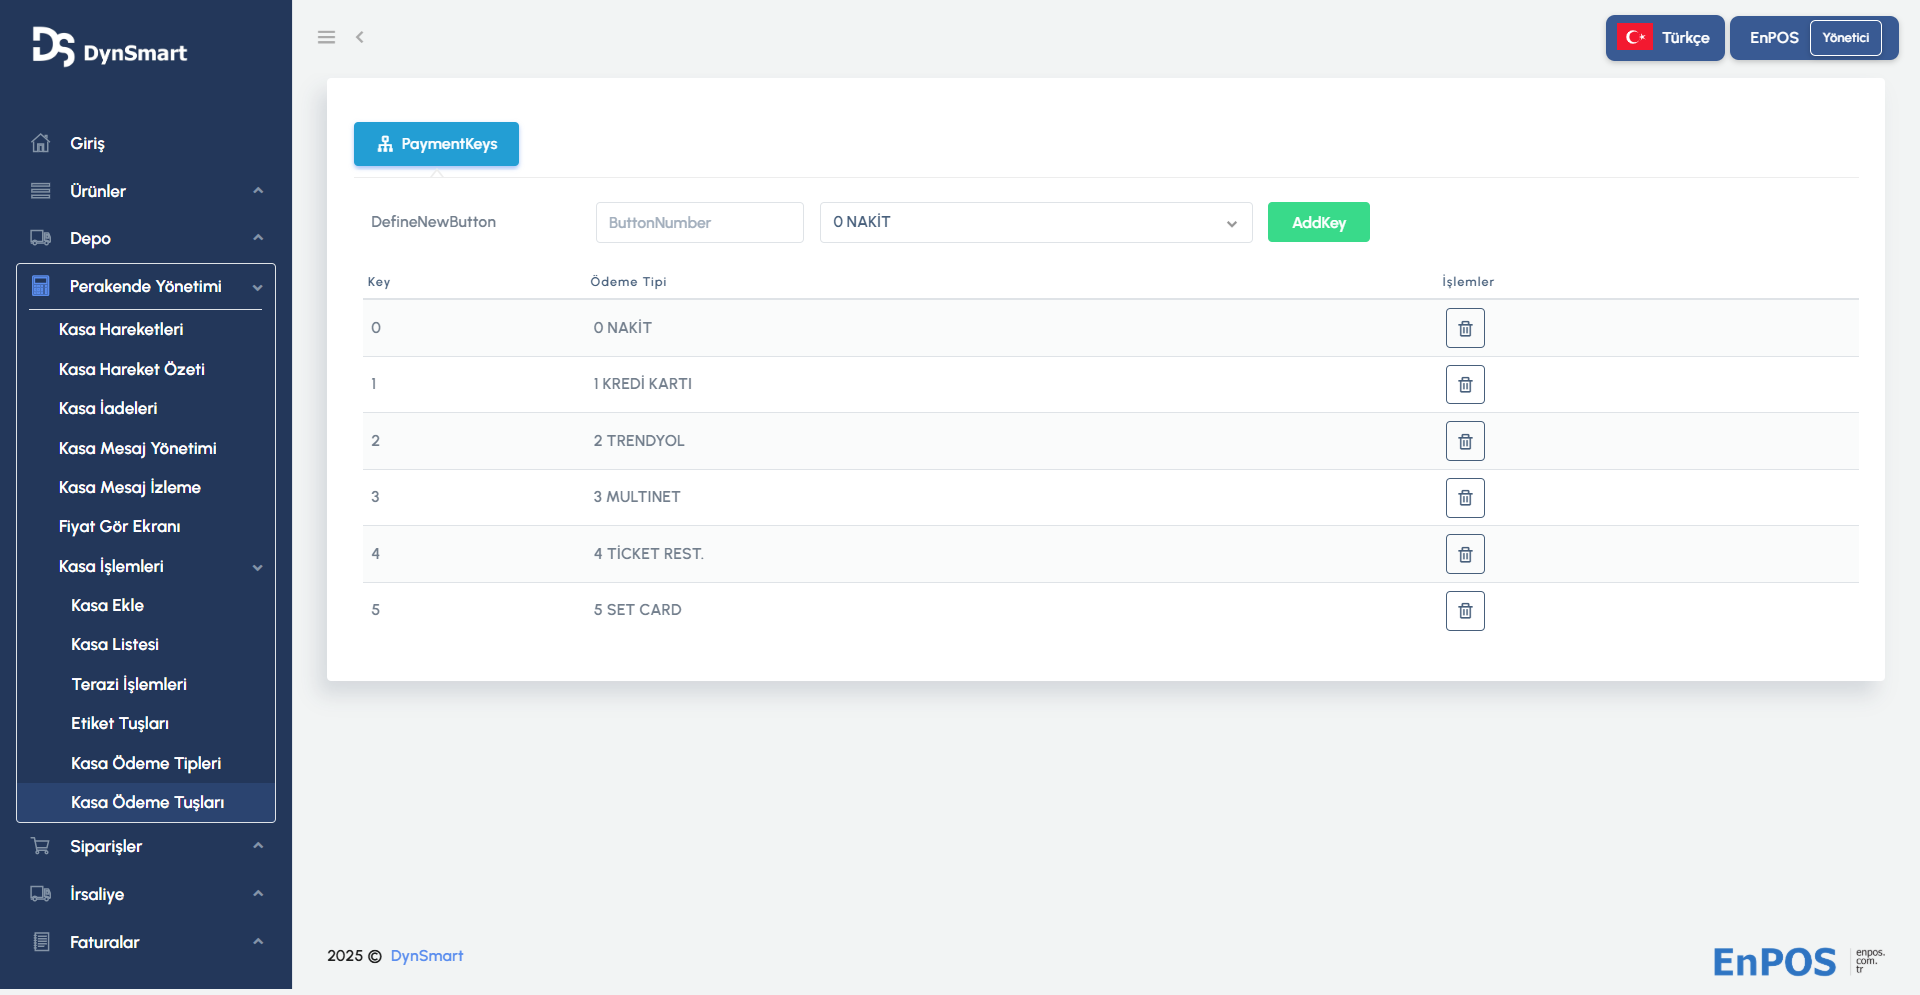 DynSmart
Giriş
Ürünler
Depo
Perakende Yönetimi
Kasa Hareketleri
Kasa Hareket Özeti
Kasa İadeleri
Kasa Mesaj Yönetimi
Kasa Mesaj İzleme
Fiyat Gör Ekranı
Kasa İşlemleri
Kasa Ekle
Kasa Listesi
Terazi İşlemleri
Etiket Tuşları
Kasa Ödeme Tipleri
Kasa Ödeme Tuşları
Siparişler
İrsaliye
Faturalar
Türkçe
EnPOS Yönetici
PaymentKeys
DefineNewButton ButtonNumber 0 NAKİT AddKey
Key Ödeme Tipi İşlemler
0 0 NAKİT
1 1 KREDİ KARTI
2 2 TRENDYOL
3 3 MULTINET
4 4 TİCKET REST.
5 5 SET CARD
2025 © DynSmart
EnPOS
enpos.
com.
tr